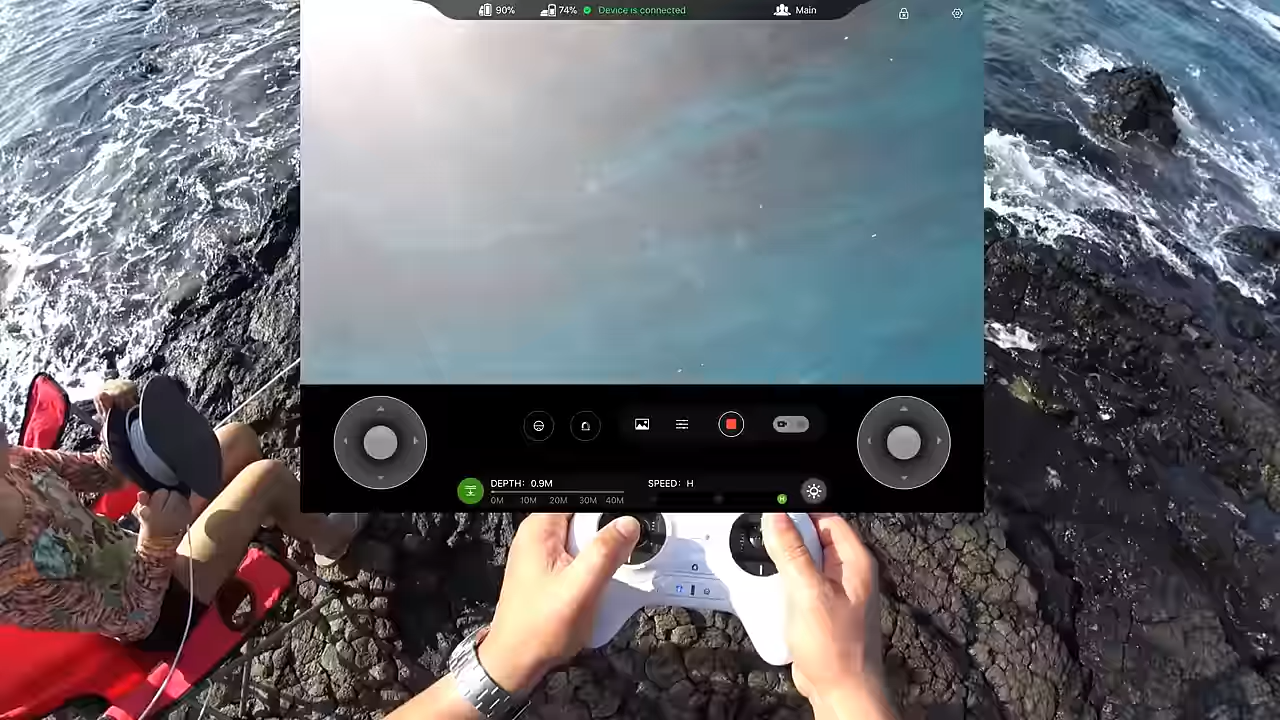 90% 74% Device is connected Main
DEPTH: 0.9M SPEED: H
0M 10M 20M 30M 40M H